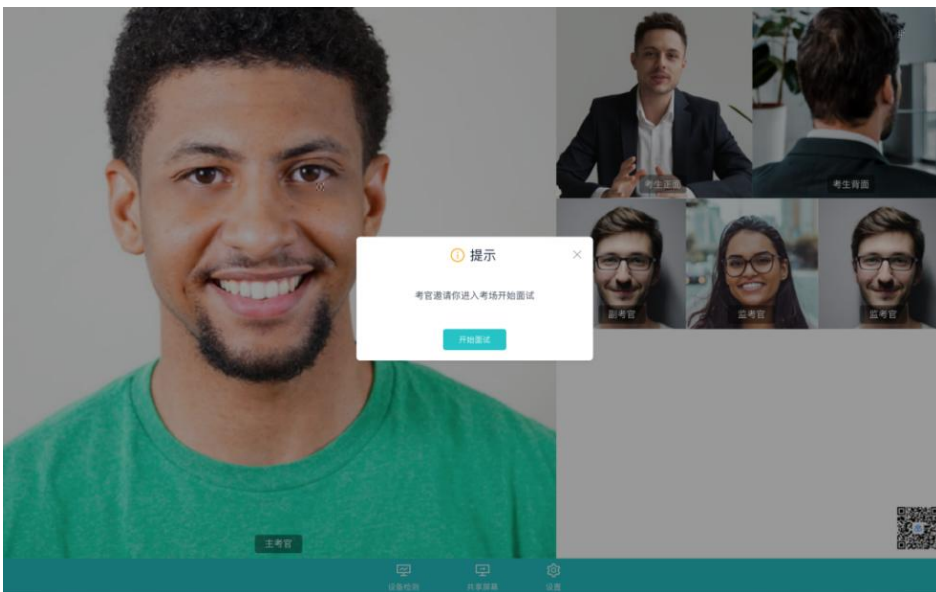 考生正面
考生背面
副考官
监考官
监考官
提示
考官邀请你进入考场开始面试
开始面试
主考官
设备检测
共享屏幕
设置